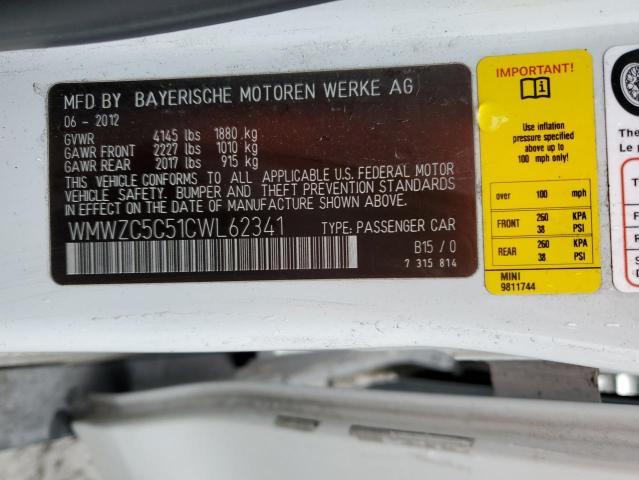 MFD BY BAYERISCHE MOTOREN WERKE AG
06 - 2012
GVWR 4145 lbs 1880 kg
GAWR FRONT 2227 lbs 1010 kg
GAWR REAR 2017 lbs 915 kg
THIS VEHICLE CONFORMS TO ALL APPLICABLE U.S. FEDERAL MOTOR
VEHICLE SAFETY, BUMPER AND THEFT PREVENTION STANDARDS
IN EFFECT ON THE DATE OF MANUFACTURE SHOWN ABOVE.
WMWZC5C51CWL62341 TYPE: PASSENGER CAR
B15 / 0
7 315 814
IMPORTANT!
Use inflation
pressure specified
above up to
100 mph only!
over 100 mph
FRONT 260 KPA
38 PSI
REAR 260 KPA
38 PSI
MINI
9811744
Th
Le p
F
R
S